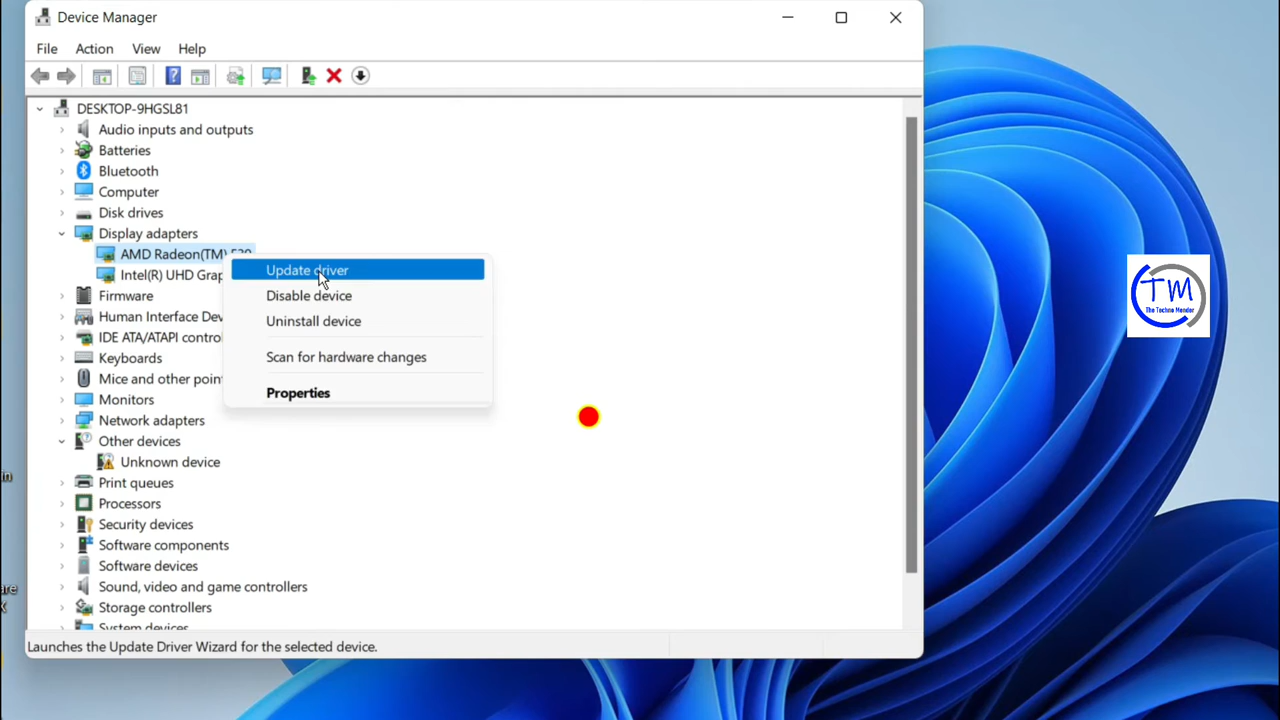 Device Manager
File Action View Help
DESKTOP-9HGSL81
Audio inputs and outputs
Batteries
Bluetooth
Computer
Disk drives
Display adapters
AMD Radeon(TM)
Update driver
Intel(R) UHD
Disable device
Firmware
Human Interface
Uninstall device
IDE ATA/ATAPI
Keyboards
Scan for hardware changes
Mice and other
Properties
Monitors
Network adapters
Other devices
Unknown device
Print queues
Processors
Security devices
Software components
Software devices
Sound, video and game controllers
Storage controllers
System devices
Launches the Update Driver Wizard for the selected device.
TM
The Techno Mender